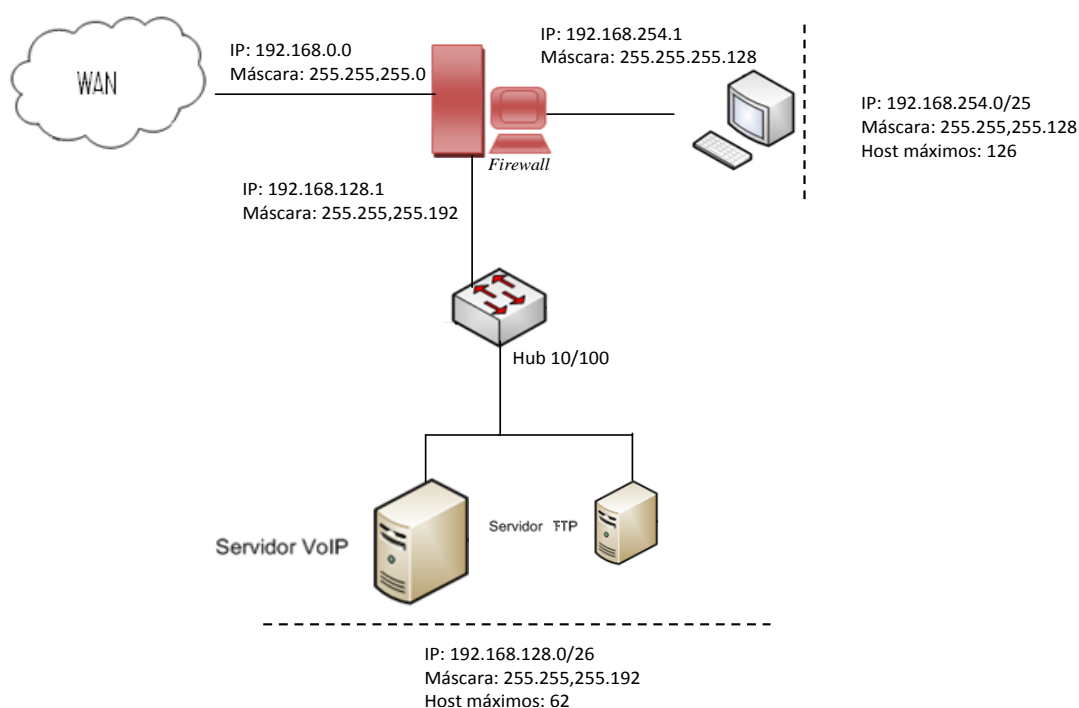 WAN
IP: 192.168.0.0
Máscara: 255.255,255.0
IP: 192.168.254.1
Máscara: 255.255.255.128
IP: 192.168.254.0/25
Máscara: 255.255,255.128
Host máximos: 126
Firewall
IP: 192.168.128.1
Máscara: 255.255,255.192
Hub 10/100
Servidor VoIP
Servidor FTP
IP: 192.168.128.0/26
Máscara: 255.255,255.192
Host máximos: 62